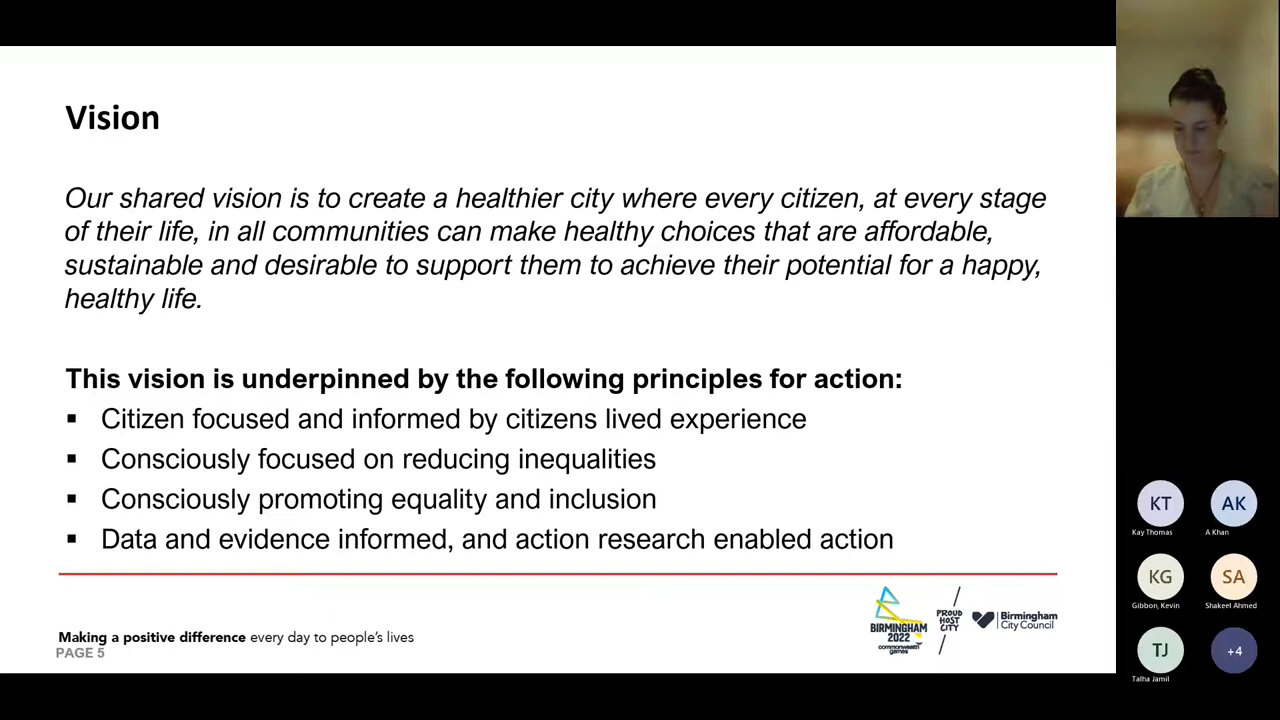 Vision
Our shared vision is to create a healthier city where every citizen, at every stage
of their life, in all communities can make healthy choices that are affordable,
sustainable and desirable to support them to achieve their potential for a happy,
healthy life.
This vision is underpinned by the following principles for action:
▪ Citizen focused and informed by citizens lived experience
▪ Consciously focused on reducing inequalities
▪ Consciously promoting equality and inclusion
▪ Data and evidence informed, and action research enabled action
Making a positive difference every day to people's lives
PAGE 5
BIRMINGHAM
2022
commonwealth
games
PROUD
HOST
CITY
Birmingham
City Council
KT
Kay Thomas
AK
A Khan
KG
Gibbon, Kevin
SA
Shakeel Ahmed
TJ
Talha Jamil
+4